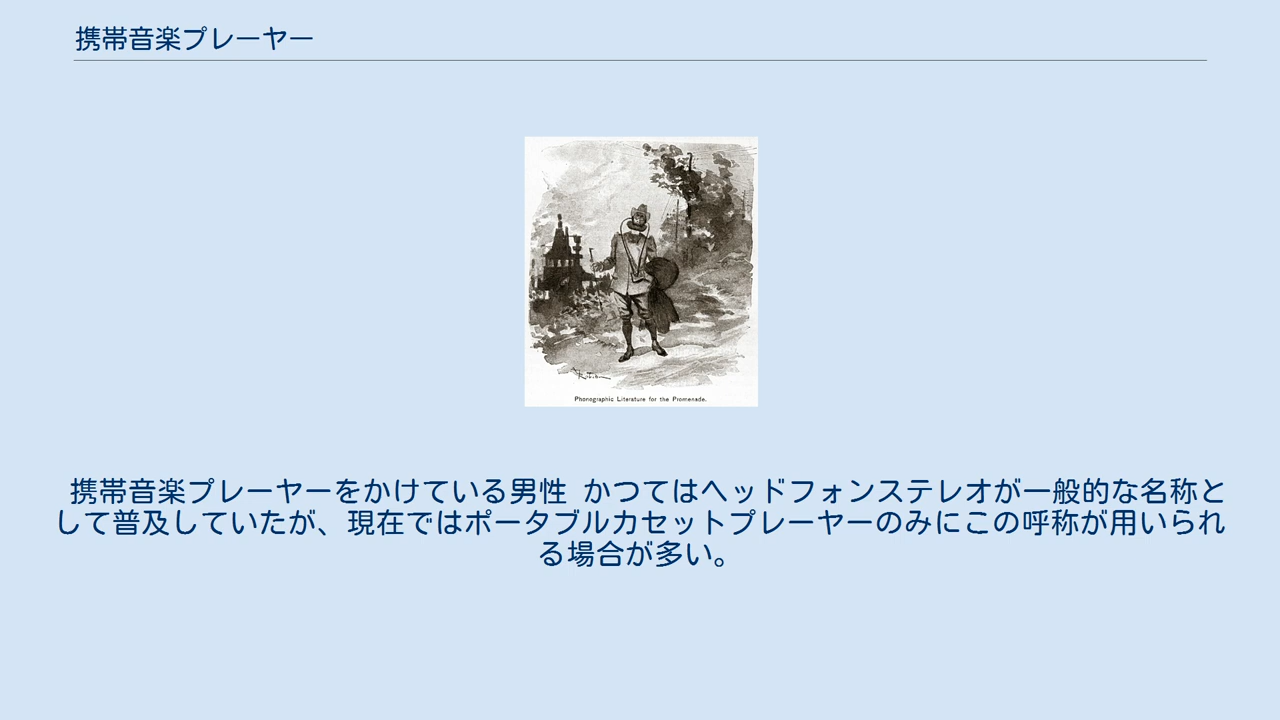 携帯音楽プレーヤー
Phonographic Literature for the Promenade.
携帯音楽プレーヤーをかけている男性 かつてはヘッドフォンステレオが一般的な名称と
して普及していたが、現在ではポータブルカセットプレーヤーのみにこの呼称が用いられ
る場合が多い。